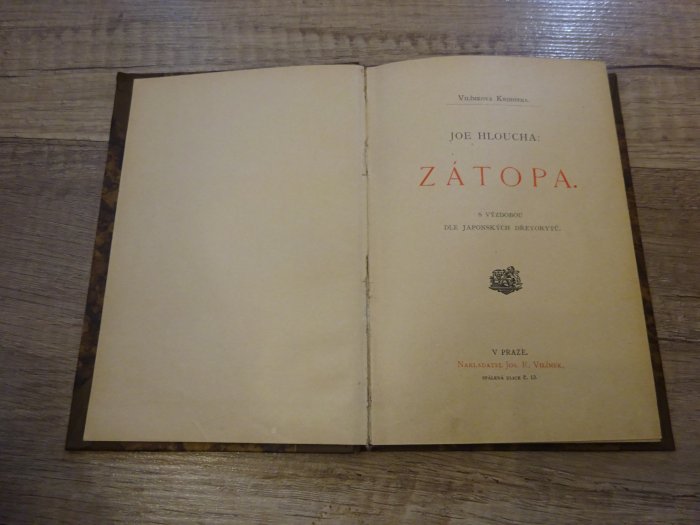 Vilímkova Knihovna.
JOE HLOUCHA:
ZÁTOPA.
S VÝZDOBOU
DLE JAPONSKÝCH DŘEVORYTŮ.
V PRAZE.
Nakladatel Jos. R. Vilímek,
SPÁLENÁ ULICE Č. 13.